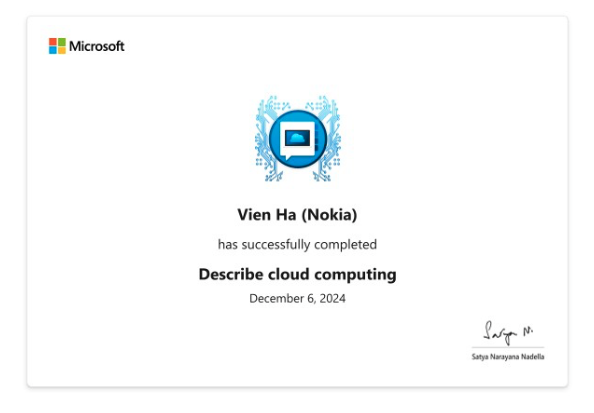 Microsoft
Vien Ha (Nokia)
has successfully completed
Describe cloud computing
December 6, 2024
Satya N.
Satya Narayana Nadella